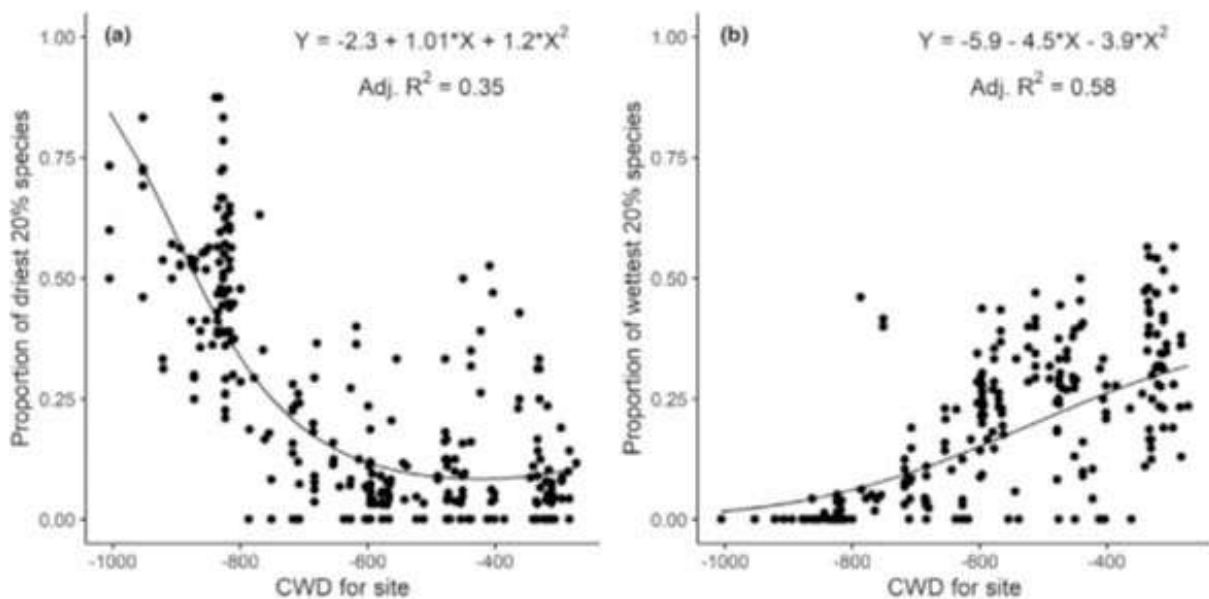 (a)
Y = -2.3 + 1.01*X + 1.2*X²
Adj. R² = 0.35
Proportion of driest 20% species
1.00
0.75
0.50
0.25
0.00
-1000 -800 -600 -400
CWD for site
(b)
Y = -5.9 - 4.5*X - 3.9*X²
Adj. R² = 0.58
Proportion of wettest 20% species
1.00
0.75
0.50
0.25
0.00
-1000 -800 -600 -400
CWD for site